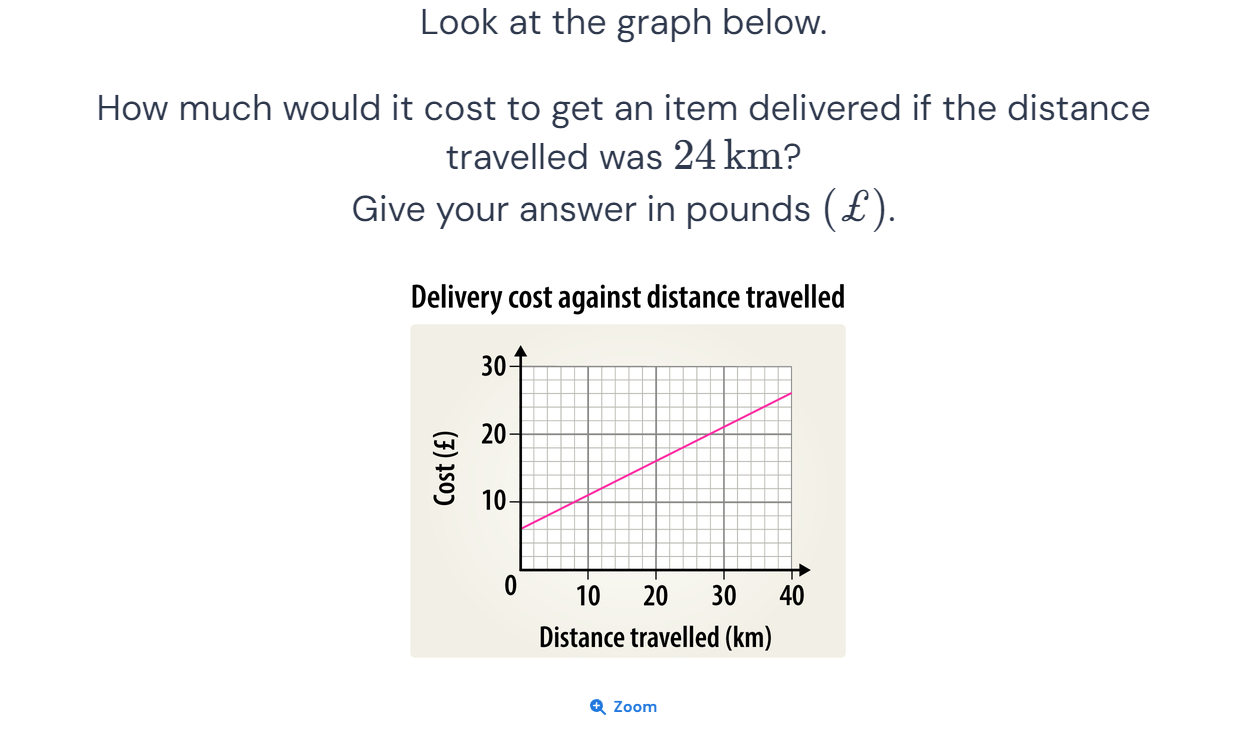 Look at the graph below.
How much would it cost to get an item delivered if the distance
travelled was 24 km?
Give your answer in pounds (£).
Delivery cost against distance travelled
30
20
10
0
10 20 30 40
Cost (£)
Distance travelled (km)
Zoom